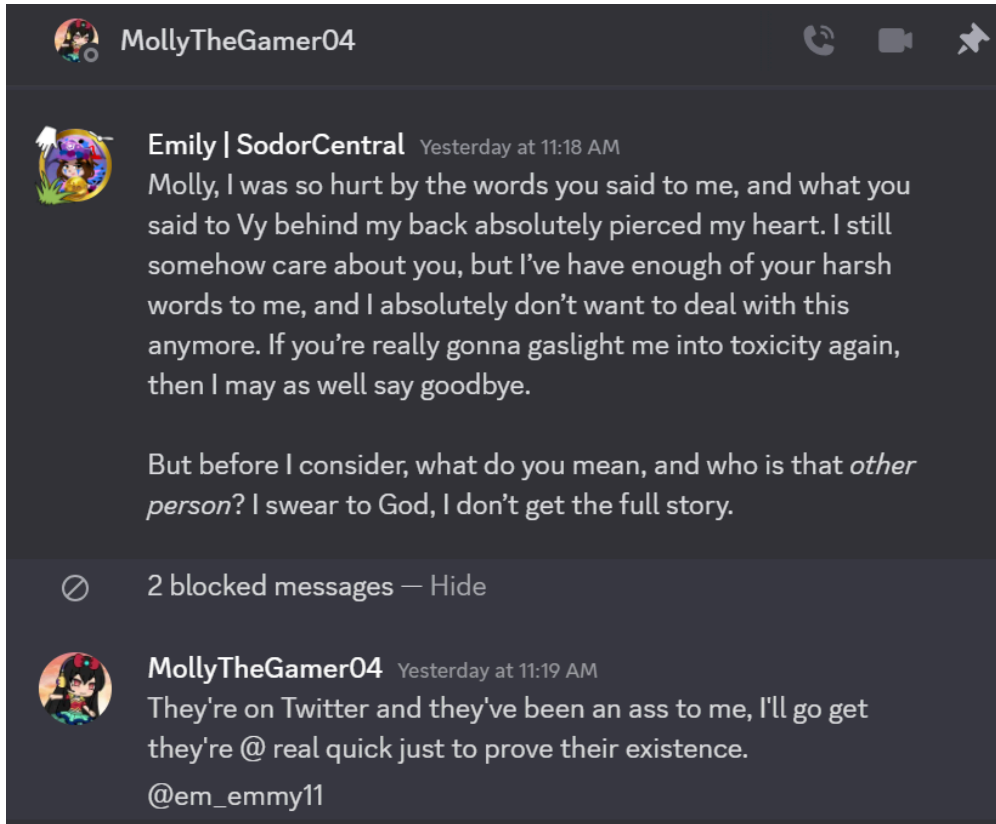 MollyTheGamer04
Emily | SodorCentral Yesterday at 11:18 AM
Molly, I was so hurt by the words you said to me, and what you
said to Vy behind my back absolutely pierced my heart. I still
somehow care about you, but I’ve have enough of your harsh
words to me, and I absolutely don’t want to deal with this
anymore. If you’re really gonna gaslight me into toxicity again,
then I may as well say goodbye.
But before I consider, what do you mean, and who is that other
person? I swear to God, I don’t get the full story.
2 blocked messages — Hide
MollyTheGamer04 Yesterday at 11:19 AM
They're on Twitter and they've been an ass to me, I'll go get
they're @ real quick just to prove their existence.
@em_emmy11